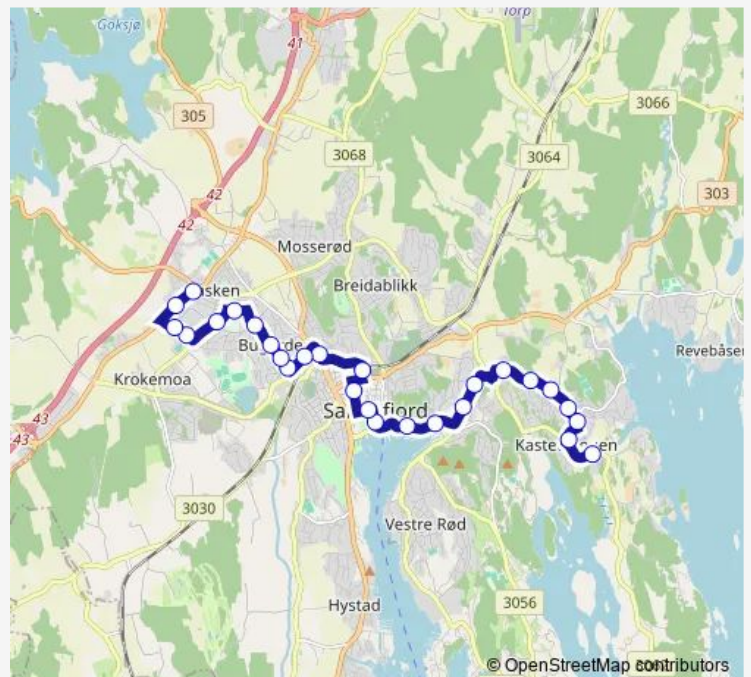 Goksjø
Torp
41
305
3066
3068
3064
42
303
42
Mosserød
Breidablikk
Revebåsen
Krokemoa
43
43
3030
Vestre Rød
3056
Hystad
© OpenStreetMap contributors